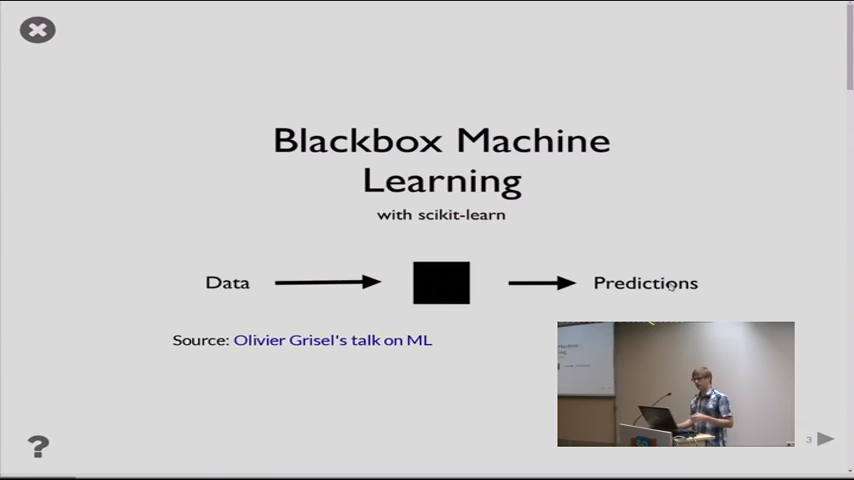 Blackbox Machine
Learning
with scikit-learn
Data
Predictions
Source: Olivier Grisel's talk on ML
?
3